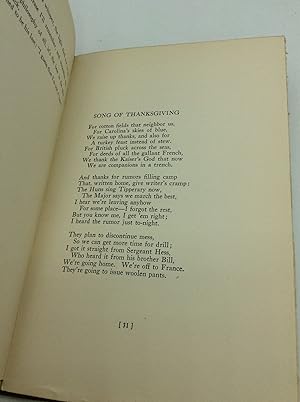 SONG OF THANKSGIVING
For cotton fields that neighbor us,
For Carolina's skies of blue,
We raise up thanks, and also for
A turkey feast instead of stew.
For British pluck across the seas,
For deeds of all the gallant French,
We thank the Kaiser's God that now
We are companions in a trench.
And thanks for rumors filling camp
That, written home, give writer's cramp;
The Huns sing Tipperary now,
The Major says we march the best,
I hear we're leaving anyhow
For some place—I forgot the rest.
But you know me, I get 'em right;
I heard the rumor just to-night.
They plan to discontinue mess,
So we can get more time for drill;
I got it straight from Sergeant Hess,
Who heard it from his brother Bill,
We're going home. We're off to France.
They're going to issue woolen pants.
[ 11 ]